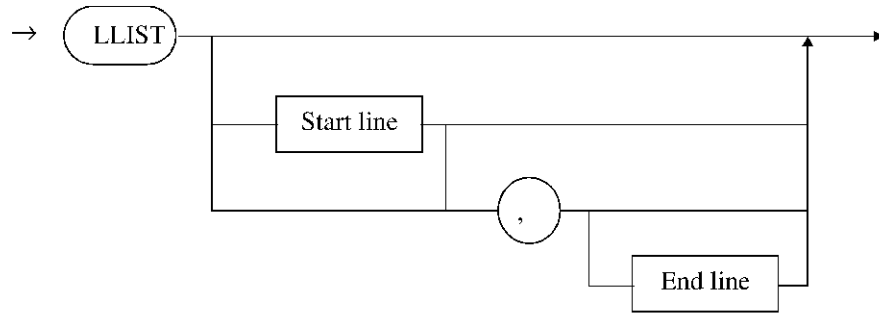 → LLIST
Start line
,
End line